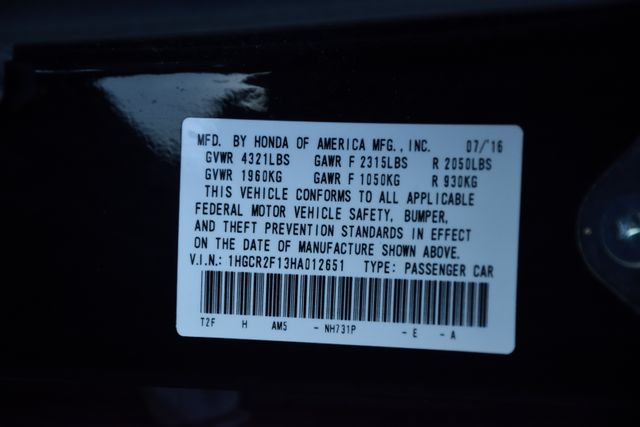 MFD. BY HONDA OF AMERICA MFG., INC. 07/16
GVWR 4321LBS GAWR F 2315LBS R 2050LBS
GVWR 1960KG GAWR F 1050KG R 930KG
THIS VEHICLE CONFORMS TO ALL APPLICABLE
FEDERAL MOTOR VEHICLE SAFETY, BUMPER,
AND THEFT PREVENTION STANDARDS IN EFFECT
ON THE DATE OF MANUFACTURE SHOWN ABOVE.
V.I.N.: 1HGCR2F13HA012651 TYPE: PASSENGER CAR
T2F H AM5 - NH731P - E - A